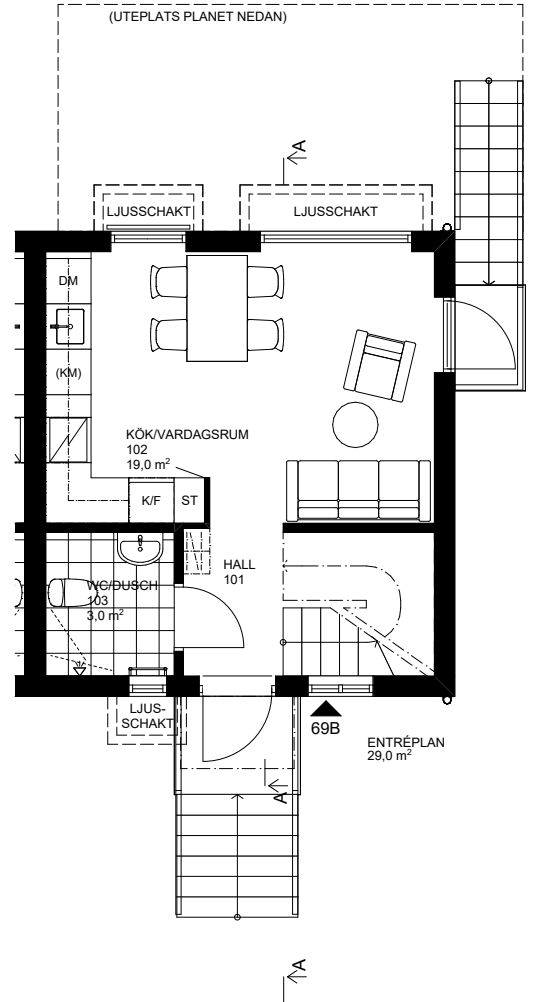 (UTEPLATS PLANET NEDAN)
A
LJUSSCHAKT
LJUSSCHAKT
DM
(KM)
KÖK/VARDAGSRUM
102
19,0 m²
K/F
ST
HALL
101
WC/DUSCH
103
3,0 m²
LJUS-
SCHAKT
69B
ENTRÉPLAN
29,0 m²
A
A